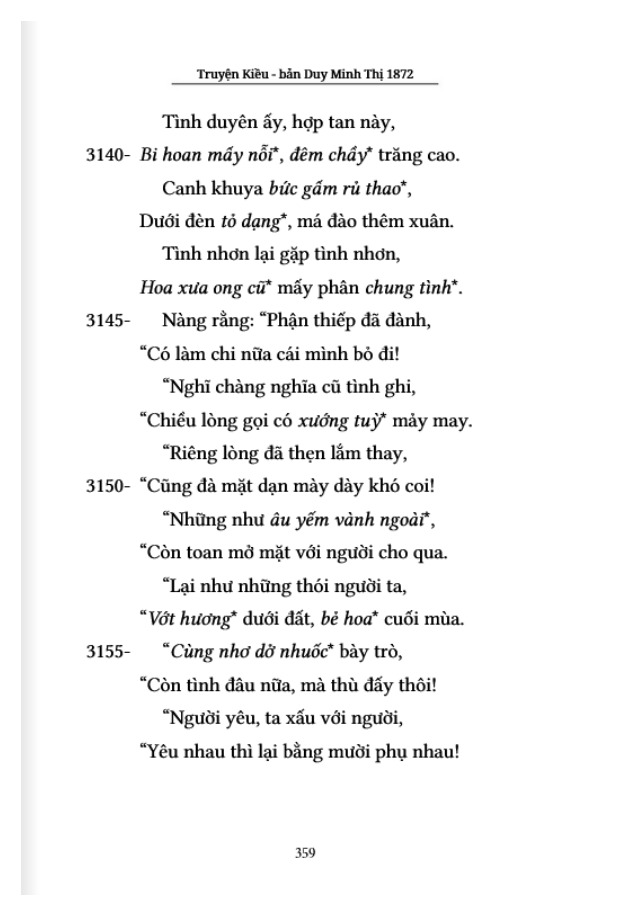 Truyện Kiều - bản Duy Minh Thị 1872
Tình duyên ấy, hợp tan này,
3140- Bi hoan mấy nỗi*, đêm chầy* trăng cao.
Canh khuya bức gấm rủ thao*,
Dưới đèn tỏ dạng*, má đào thêm xuân.
Tình nhơn lại gặp tình nhơn,
Hoa xưa ong cũ* mấy phân chung tình*.
3145- Nàng rằng: “Phận thiếp đã đành,
“Có làm chi nữa cái mình bỏ đi!
“Nghĩ chàng nghĩa cũ tình ghi,
“Chiều lòng gọi có xướng tuỳ* mảy may.
“Riêng lòng đã thẹn lắm thay,
3150- “Cũng đà mặt dạn mày dày khó coi!
“Những như âu yếm vành ngoài*,
“Còn toan mở mặt với người cho qua.
“Lại như những thói người ta,
“Vớt hương* dưới đất, bẻ hoa* cuối mùa.
3155- “Cùng nhơ dở nhuốc* bày trò,
“Còn tình đâu nữa, mà thù đấy thôi!
“Người yêu, ta xấu với người,
“Yêu nhau thì lại bằng mười phụ nhau!
359